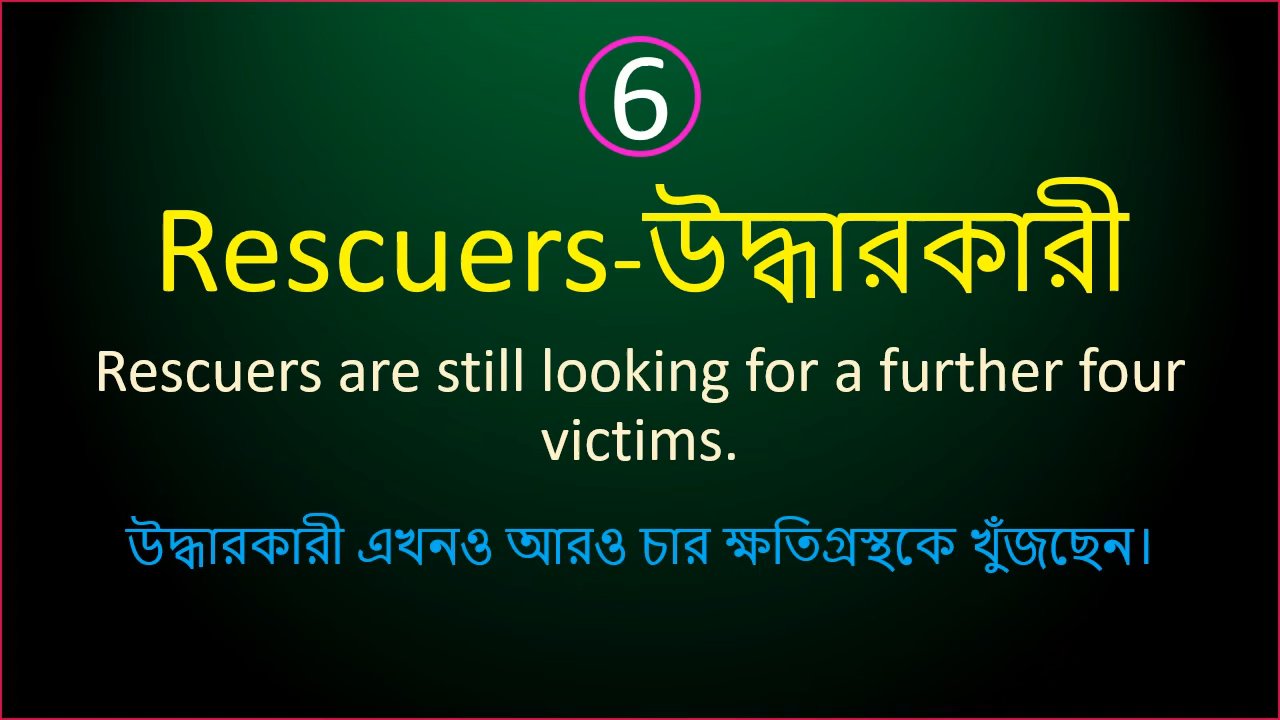 6
Rescuers-উদ্ধারকারী
Rescuers are still looking for a further four
victims.
উদ্ধারকারী এখনও আরও চার ক্ষতিগ্রস্থকে খুঁজছেন।